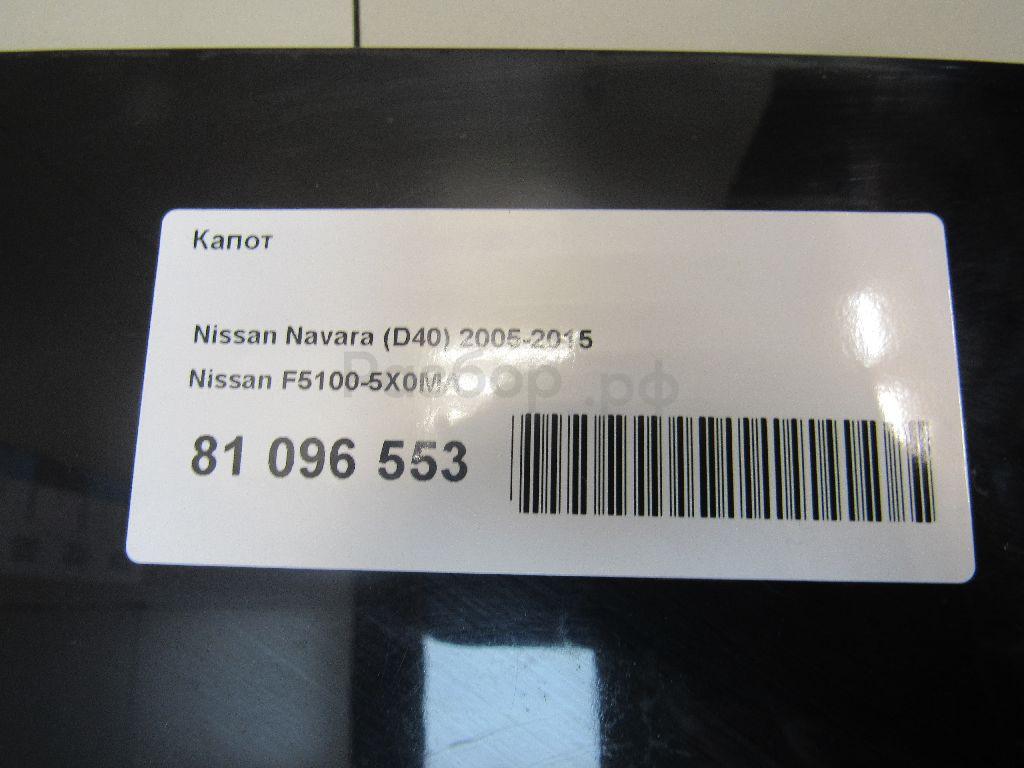 Капот
Nissan Navara (D40) 2005-2015
Nissan F5100-5X0MA
Разбор.рф
81 096 553